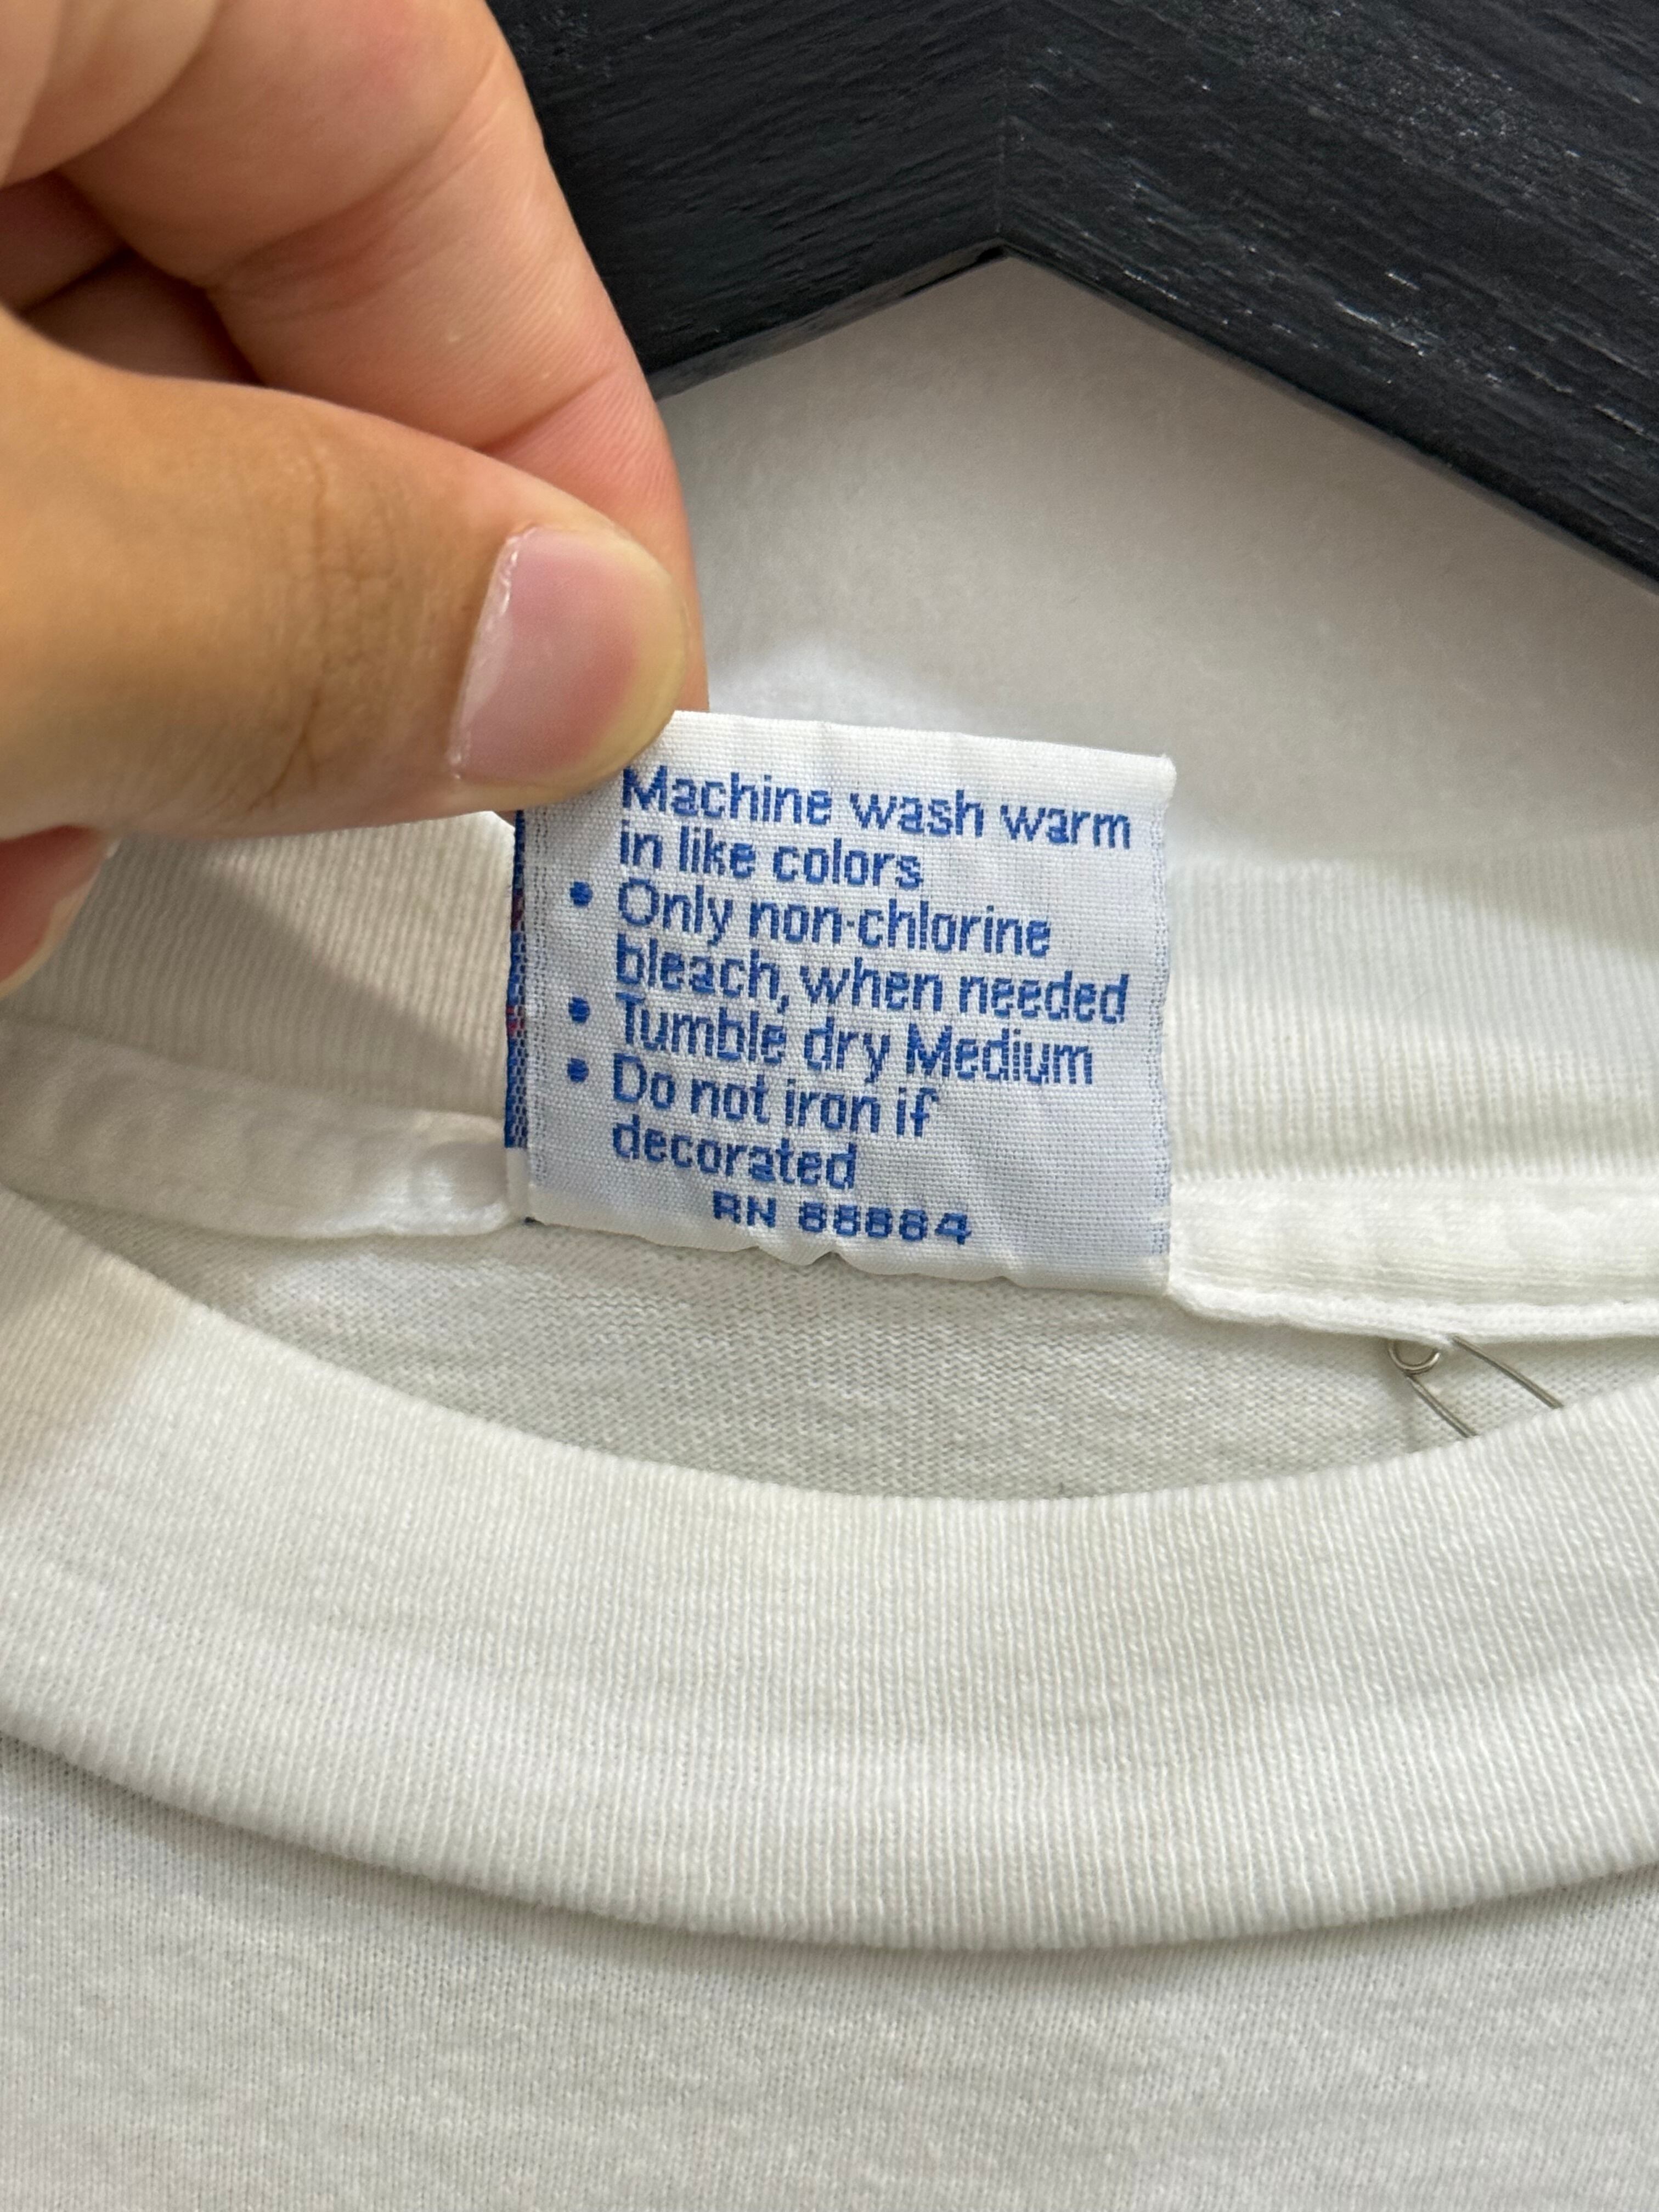 Machine wash warm
in like colors
• Only non-chlorine
bleach, when needed
• Tumble dry Medium
• Do not iron if
decorated
RN 88884